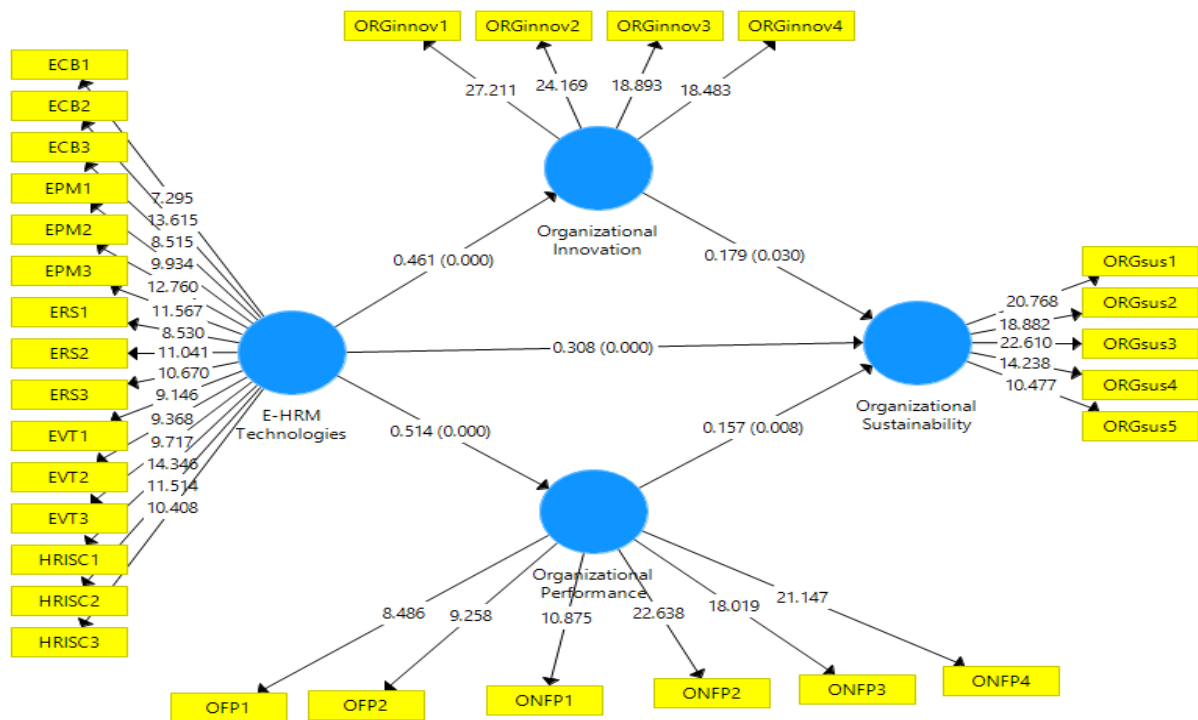 ORGinnov1
ORGinnov2
ORGinnov3
ORGinnov4
27.211
24.169
18.893
18.483
ECB1
ECB2
ECB3
EPM1
EPM2
EPM3
ERS1
ERS2
ERS3
EVT1
EVT2
EVT3
HRISC1
HRISC2
HRISC3
7.295
13.615
8.515
9.934
12.760
11.567
8.530
11.041
10.670
9.146
9.368
9.717
14.346
11.514
10.408
E-HRM
Technologies
Organizational
Innovation
0.461 (0.000)
0.179 (0.030)
0.308 (0.000)
0.514 (0.000)
0.157 (0.008)
Organizational
Sustainability
20.768
18.882
22.610
14.238
10.477
ORGsus1
ORGsus2
ORGsus3
ORGsus4
ORGsus5
Organizational
Performance
8.486
9.258
10.875
22.638
18.019
21.147
OFP1
OFP2
ONFP1
ONFP2
ONFP3
ONFP4